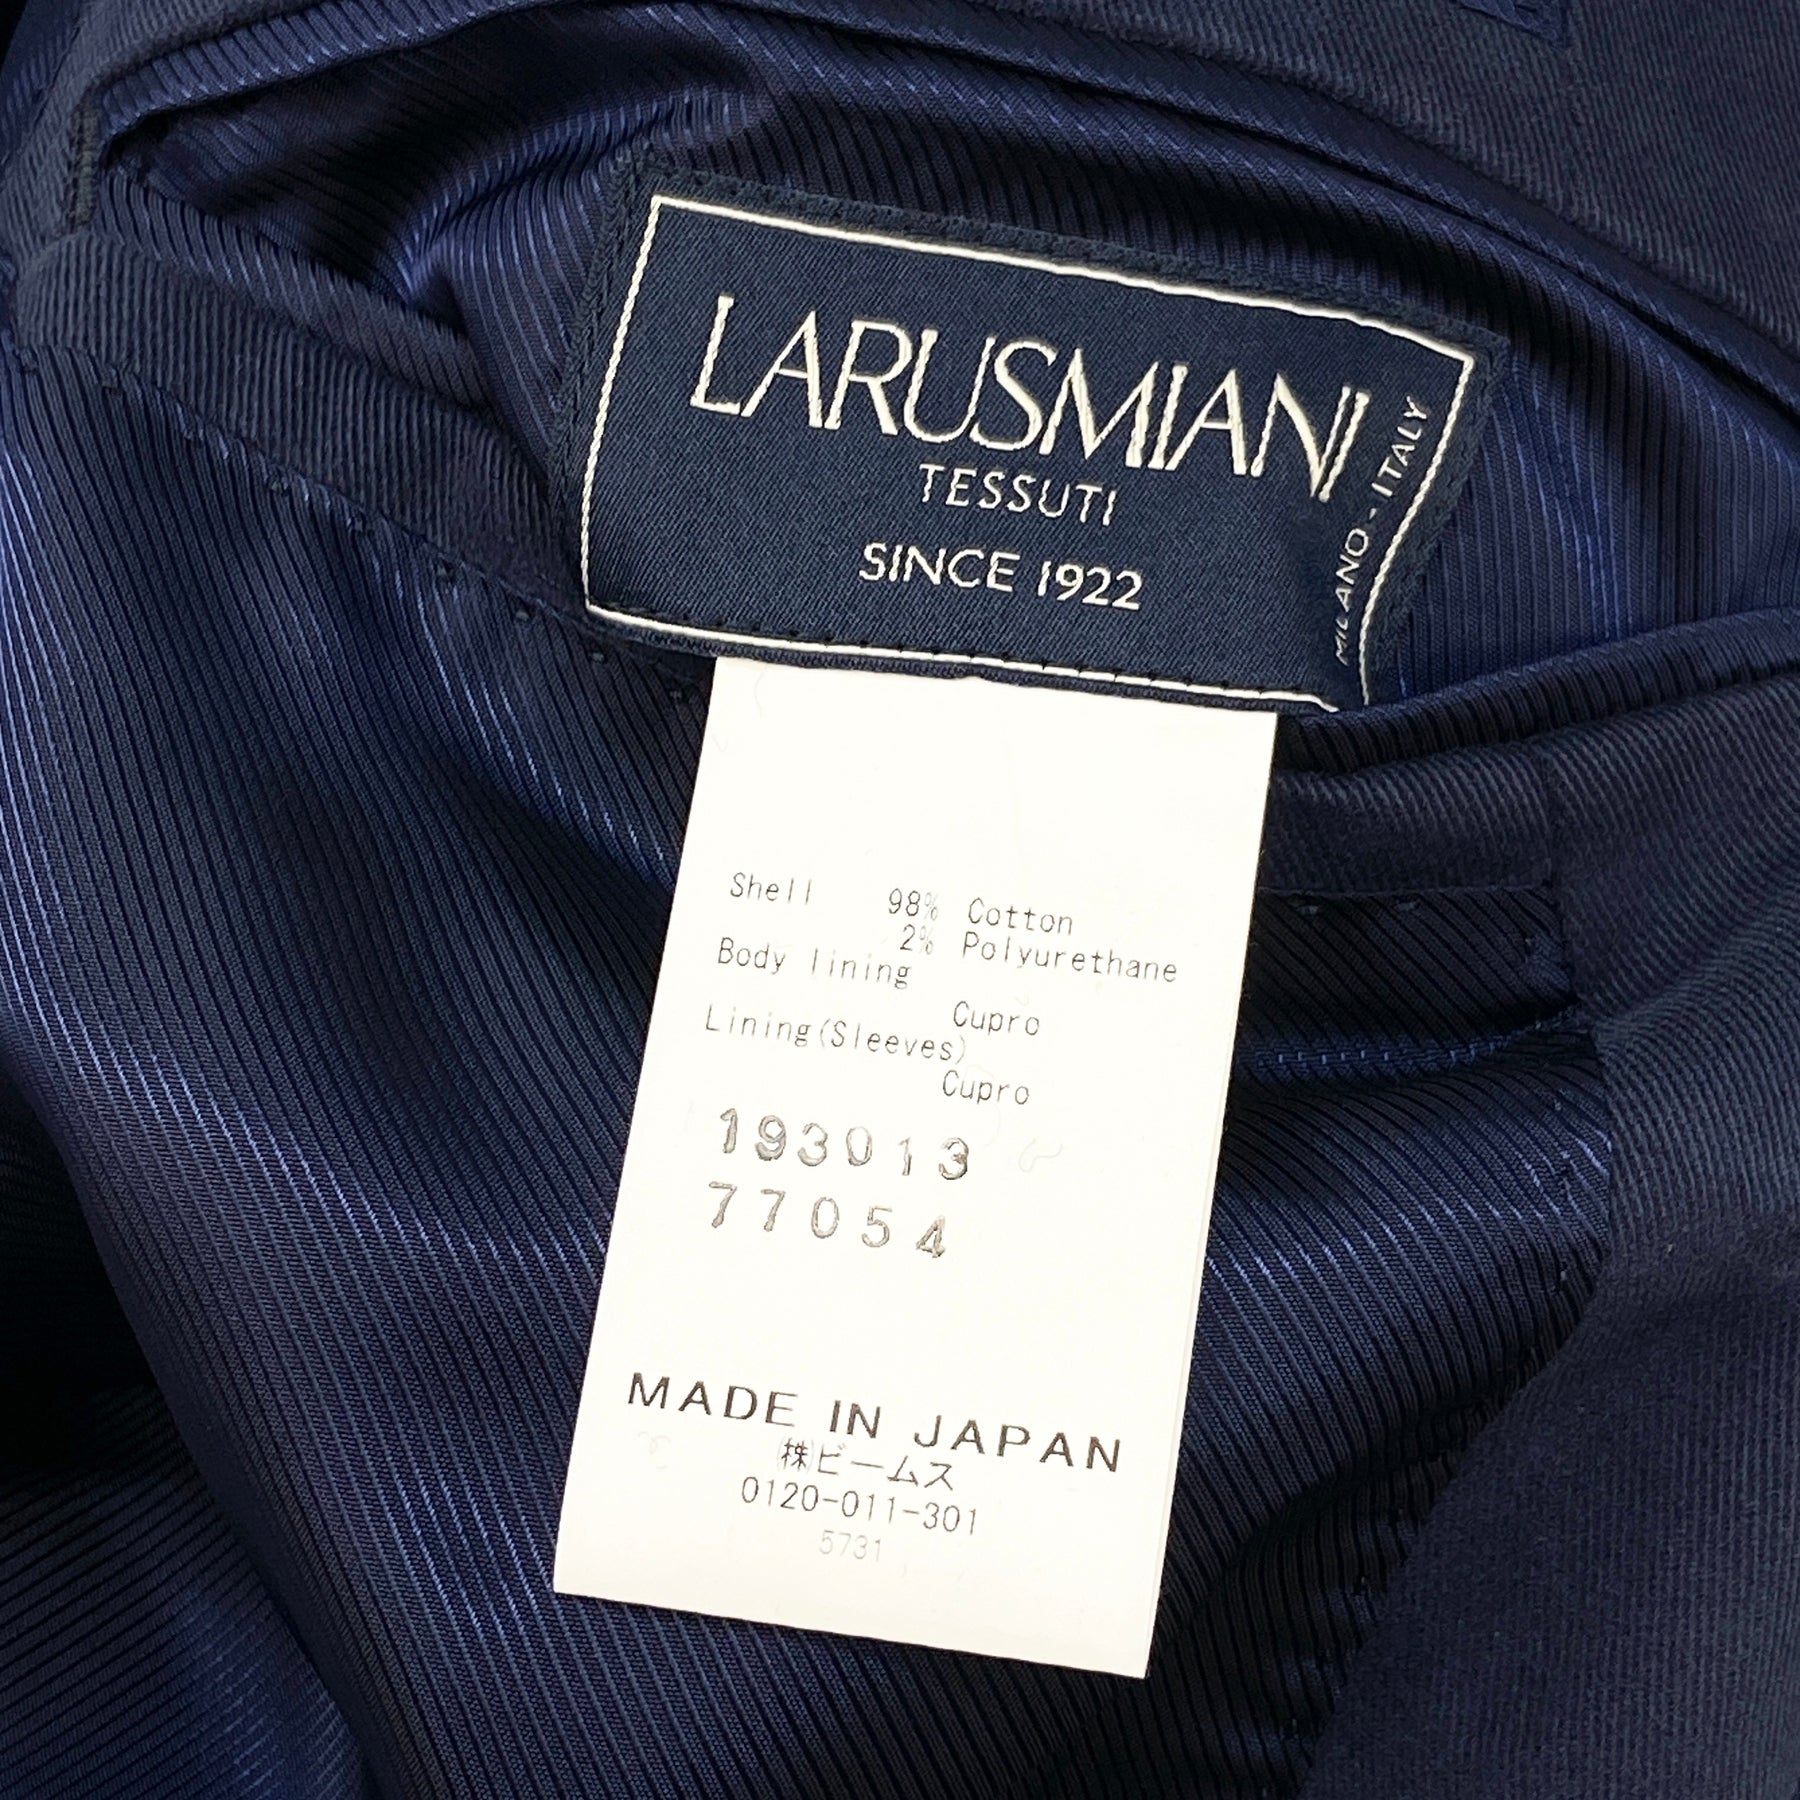 LARUSMIANI
TESSUTI
SINCE 1922
MILANO - ITALY
Shell 98% Cotton
2% Polyurethane
Body lining
Cupro
Lining(Sleeves)
Cupro
193013
77054
MADE IN JAPAN
(株)ビームス
0120-011-301
5731